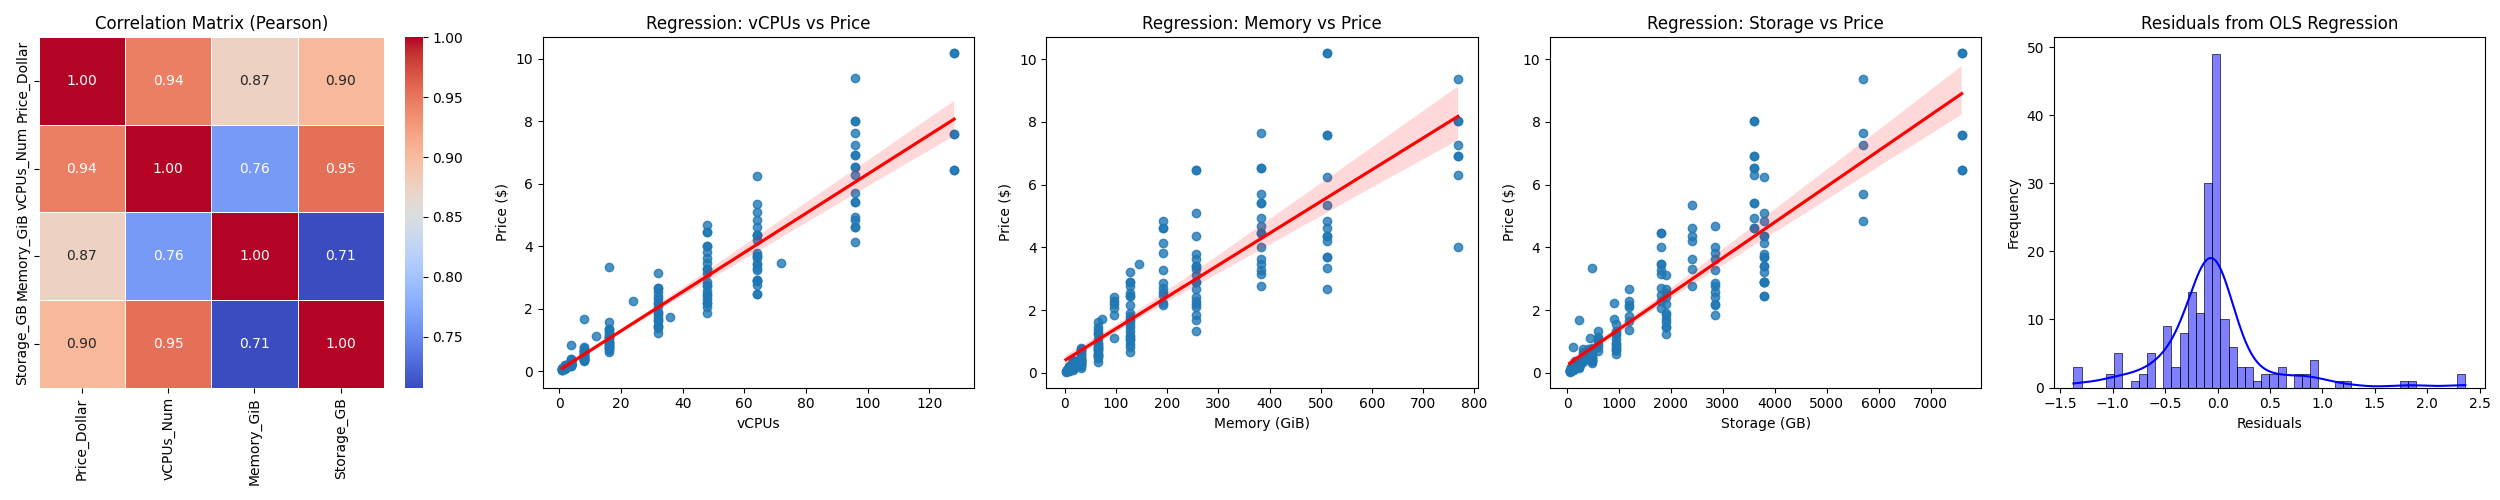 Correlation Matrix (Pearson)
Price_Dollar
vCPUs_Num
Memory_GiB
Storage_GB
1.00 0.94 0.87 0.90
0.94 1.00 0.76 0.95
0.87 0.76 1.00 0.71
0.90 0.95 0.71 1.00
Price_Dollar
vCPUs_Num
Memory_GiB
Storage_GB
1.00
0.95
0.90
0.85
0.80
0.75
Regression: vCPUs vs Price
Price ($)
10
8
6
4
2
0
0 20 40 60 80 100 120
vCPUs
Regression: Memory vs Price
Price ($)
10
8
6
4
2
0
0 100 200 300 400 500 600 700 800
Memory (GiB)
Regression: Storage vs Price
Price ($)
10
8
6
4
2
0
0 1000 2000 3000 4000 5000 6000 7000
Storage (GB)
Residuals from OLS Regression
Frequency
50
40
30
20
10
0
−1.5 −1.0 −0.5 0.0 0.5 1.0 1.5 2.0 2.5
Residuals